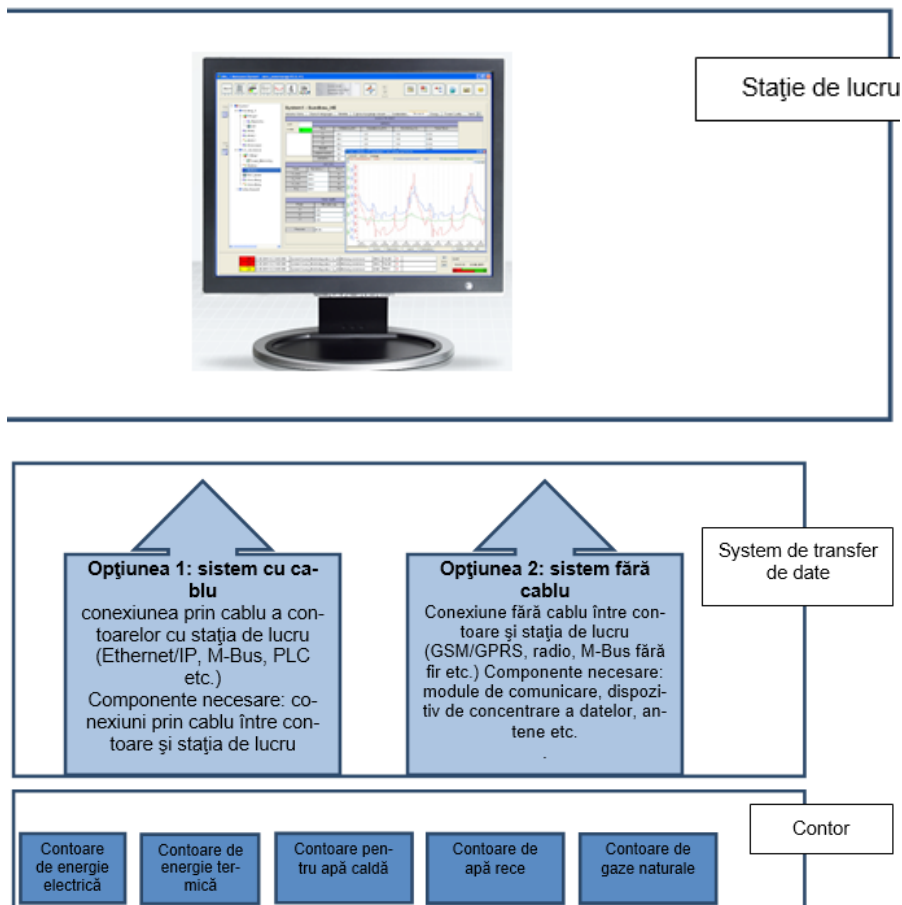 Staţie de lucru
System de transfer
de date
Opţiunea 1: sistem cu ca-
blu
conexiunea prin cablu a con-
toarelor cu staţia de lucru
(Ethernet/IP, M-Bus, PLC
etc.)
Componente necesare: co-
nexiuni prin cablu între con-
toare şi staţia de lucru
Opţiunea 2: sistem fără
cablu
Conexiune fără cablu între con-
toare şi staţia de lucru
(GSM/GPRS, radio, M-Bus fără
fir etc.) Componente necesare:
module de comunicare, dispozi-
tiv de concentrare a datelor, an-
tene etc.
.
Contor
Contoare
de energie
electrică
Contoare de
energie ter-
mică
Contoare pen-
tru apă caldă
Contoare de
apă rece
Contoare de
gaze naturale